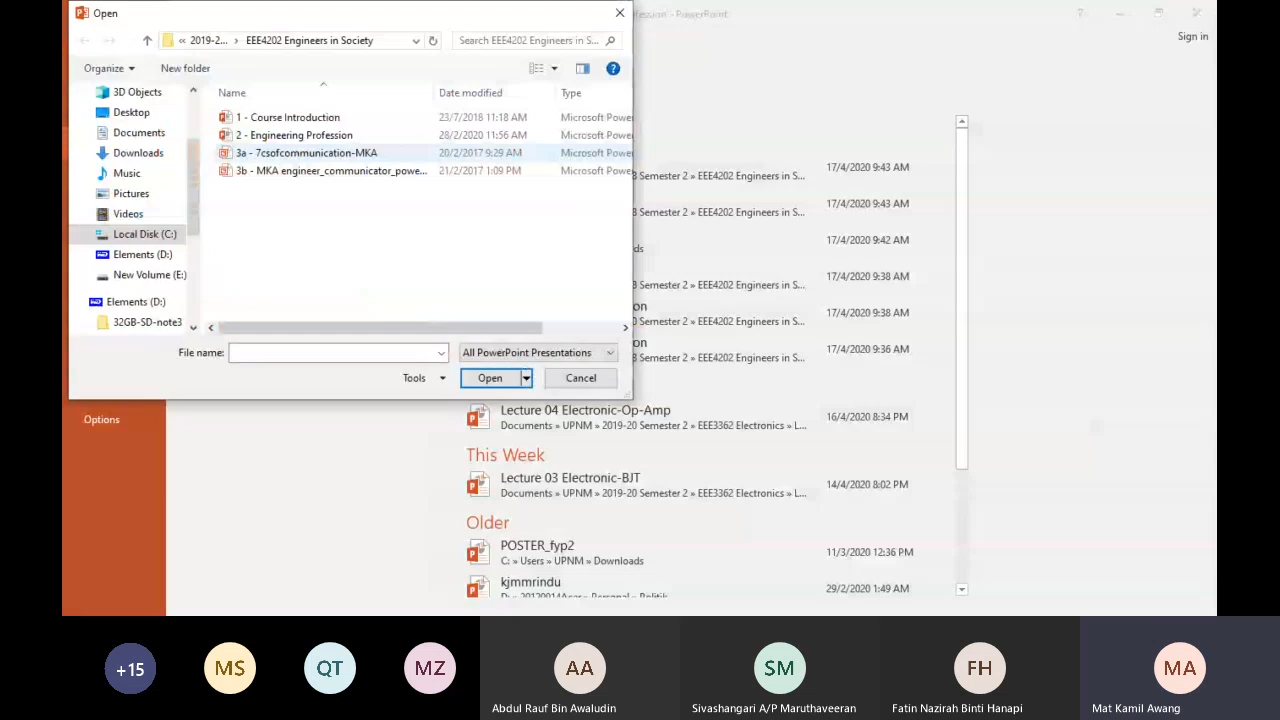 Open
ofession - PowerPoint
?
Sign in
« 2019-2... › EEE4202 Engineers in Society
Search EEE4202 Engineers in S...
Organize
New folder
?
3D Objects
Desktop
Documents
Downloads
Music
Pictures
Videos
Local Disk (C:)
Elements (D:)
New Volume (E:)
Elements (D:)
32GB-SD-note3
Name Date modified Type
1 - Course Introduction 23/7/2018 11:18 AM Microsoft Power
2 - Engineering Profession 28/2/2020 11:56 AM Microsoft Power
3a - 7csofcommunication-MKA 20/2/2017 9:29 AM Microsoft Power
3b - MKA engineer_communicator_powe... 21/2/2017 1:09 PM Microsoft Power
File name:
All PowerPoint Presentations
Tools
Open
Cancel
17/4/2020 9:43 AM
Semester 2 » EEE4202 Engineers in S...
17/4/2020 9:43 AM
Semester 2 » EEE4202 Engineers in S...
17/4/2020 9:42 AM
ds
17/4/2020 9:38 AM
Semester 2 » EEE4202 Engineers in S...
on
17/4/2020 9:38 AM
Semester 2 » EEE4202 Engineers in S...
on
17/4/2020 9:36 AM
Semester 2 » EEE4202 Engineers in S...
Options
Lecture 04 Electronic-Op-Amp
Documents » UPNM » 2019-20 Semester 2 » EEE3362 Electronics » L...
16/4/2020 8:34 PM
This Week
Lecture 03 Electronic-BJT
Documents » UPNM » 2019-20 Semester 2 » EEE3362 Electronics » L...
14/4/2020 8:02 PM
Older
POSTER_fyp2
C: » Users » UPNM » Downloads
11/3/2020 12:36 PM
kjmmrindu
D: » 20120914Acer » Personal » Politik
29/2/2020 1:49 AM
+15
MS
QT
MZ
AA
Abdul Rauf Bin Awaludin
SM
Sivashangari A/P Maruthaveeran
FH
Fatin Nazirah Binti Hanapi
MA
Mat Kamil Awang